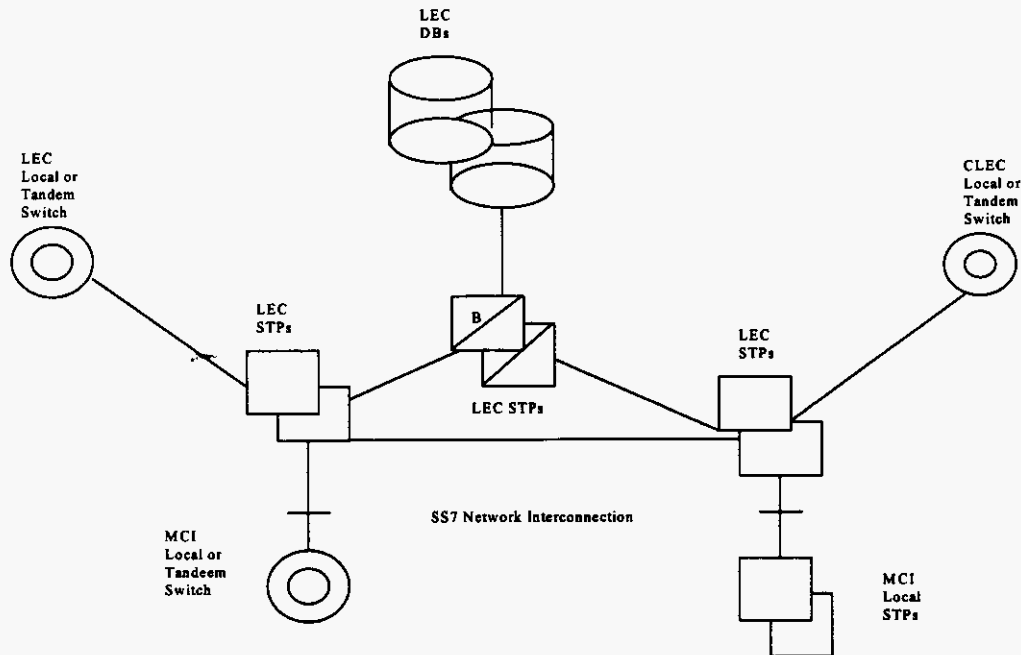 LEC
DBs
LEC
Local or
Tandem
Switch
CLEC
Local or
Tandem
Switch
LEC
STPs
B
LEC STPs
LEC
STPs
SS7 Network Interconnection
MCI
Local or
Tandeem
Switch
MCI
Local
STPs